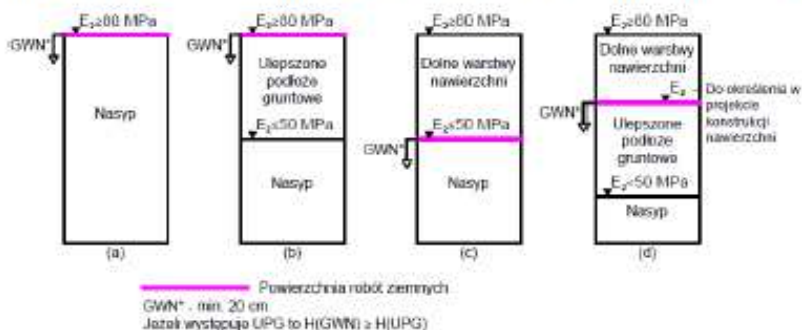 E₂≥80 MPa
GWN*
Nasyp
(a)
E₂≥80 MPa
GWN*
Ulepszone
podłoże
gruntowe
E₂≤50 MPa
Nasyp
(b)
E₂≥80 MPa
Dolne warstwy
nawierzchni
E₂≤50 MPa
GWN*
Nasyp
(c)
E₂≥80 MPa
Dolne warstwy
nawierzchni
E₂ - Do określenia w
projekcie
konstrukcji
nawierzchni
GWN*
Ulepszone
podłoże
gruntowe
E₂<50 MPa
Nasyp
(d)
Powierzchnia robót ziemnych
GWN* - min. 20 cm
Jeżeli występuje UPG to H(GWN) ≥ H(UPG)